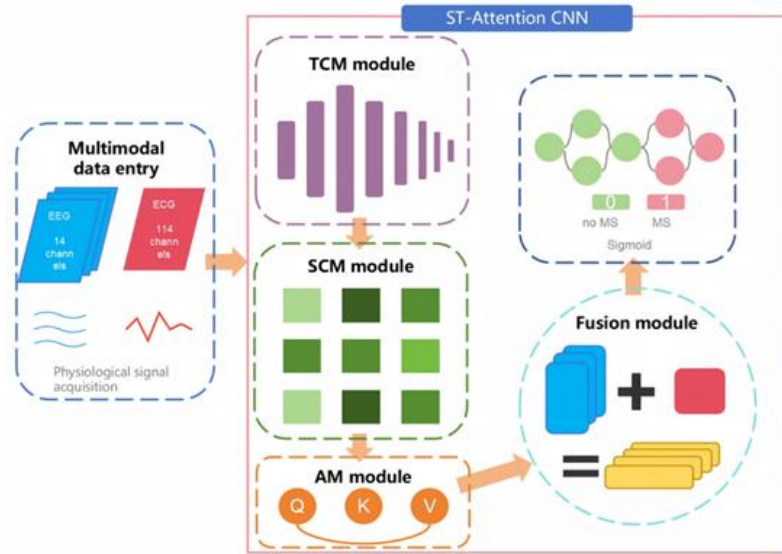 ST-Attention CNN
Multimodal
data entry
EEG
14
chann
els
ECG
114
chann
els
Physiological signal
acquisition
TCM module
SCM module
AM module
Q K V
Fusion module
0 1
no MS MS
Sigmoid